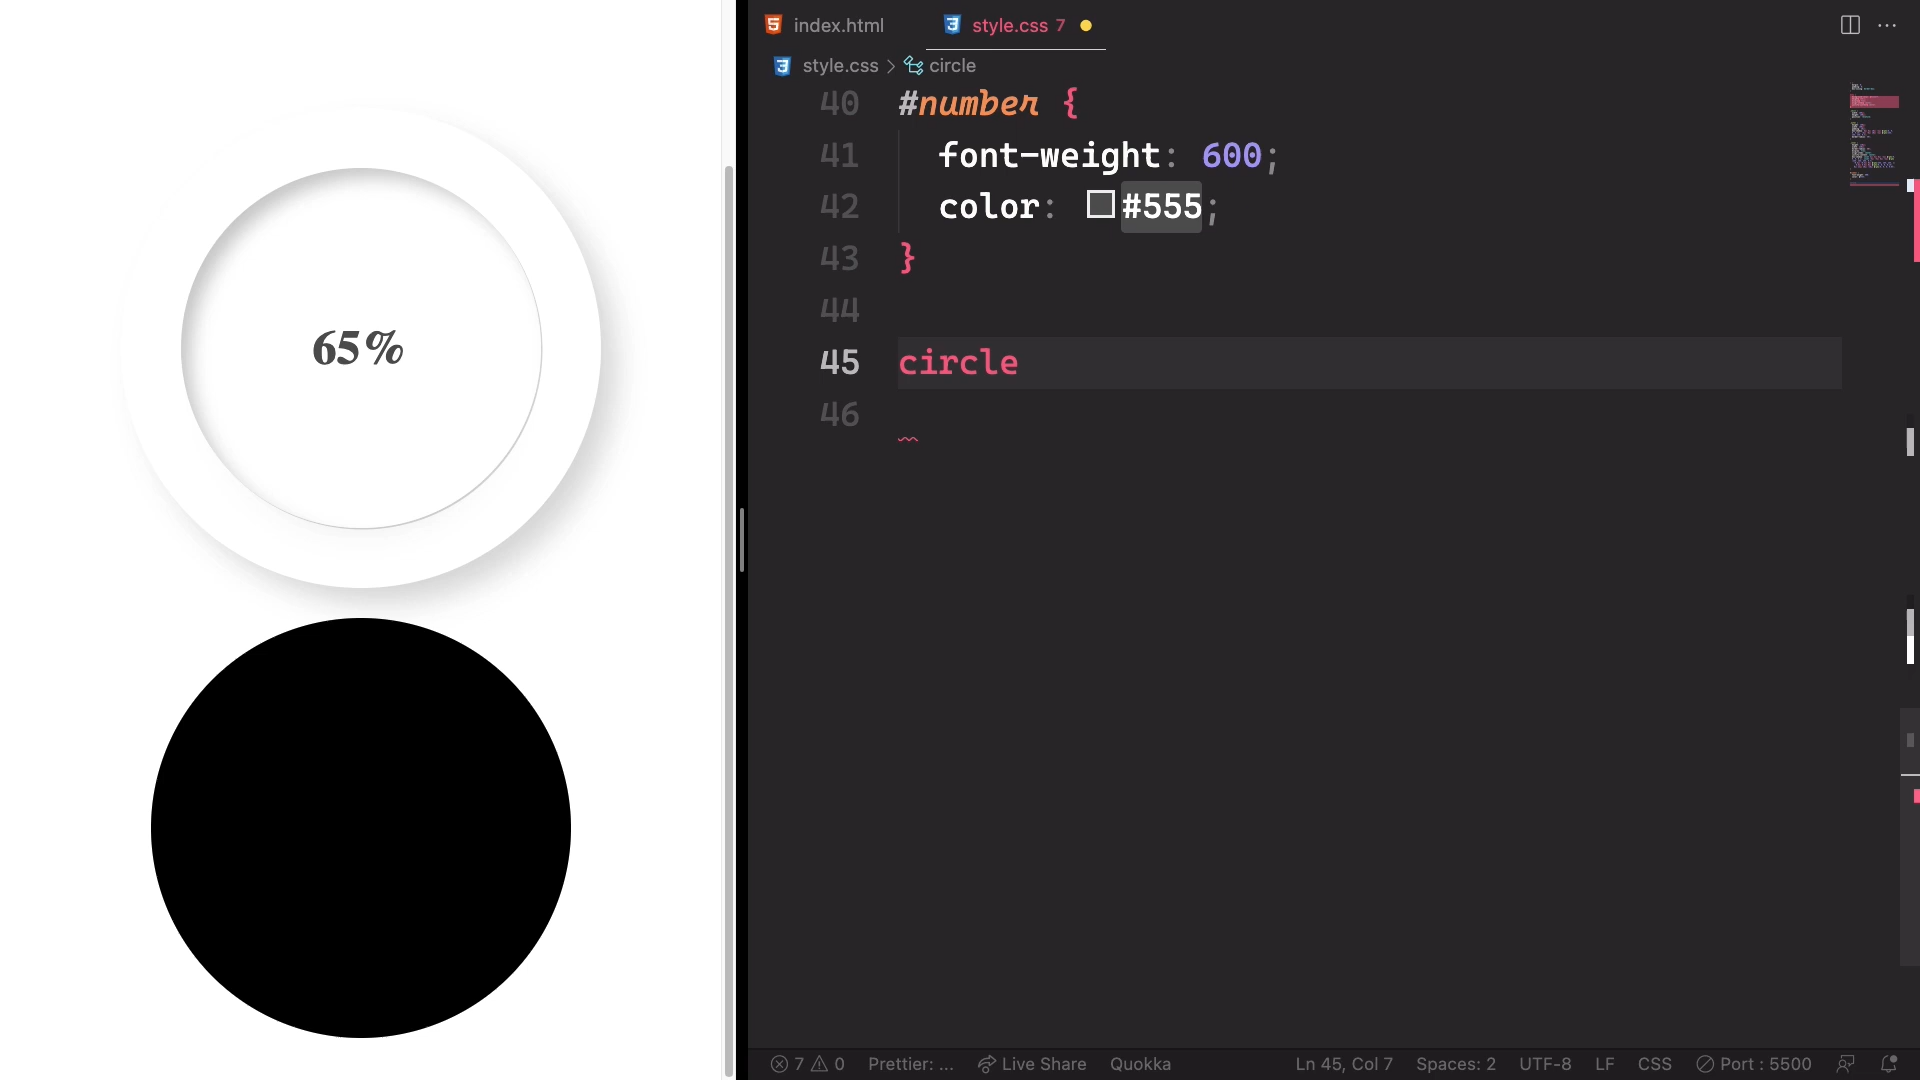 65%
index.html
style.css 7
style.css > circle
40 #number {
41 font-weight: 600;
42 color: #555;
43 }
44
45 circle
46
7 0 Prettier: ... Live Share Quokka Ln 45, Col 7 Spaces: 2 UTF-8 LF CSS Port : 5500